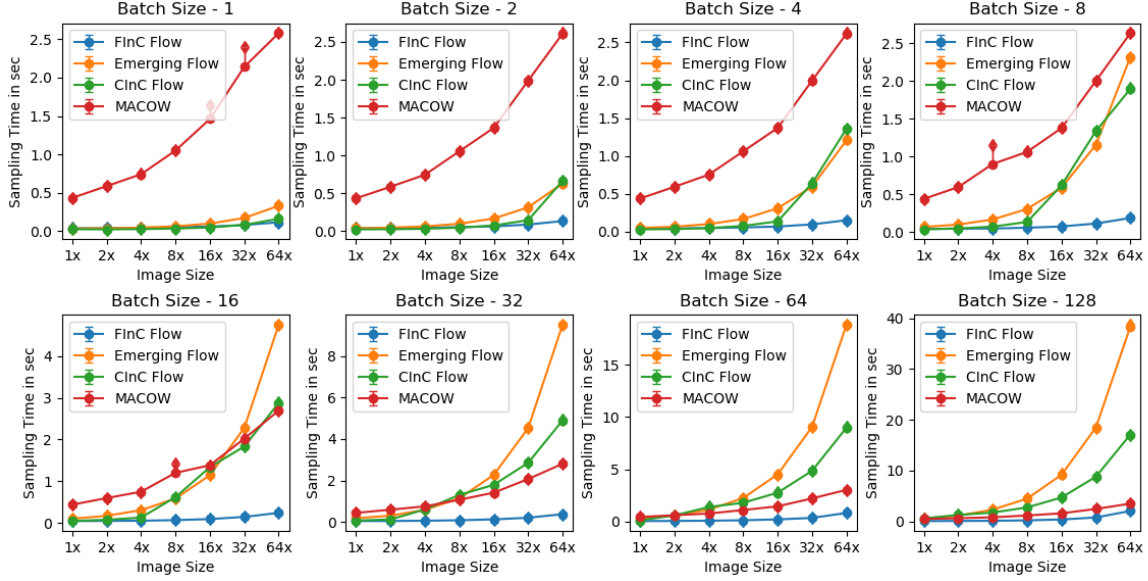 Batch Size - 1
2.5
2.0
1.5
1.0
0.5
0.0
Sampling Time in sec
FInC Flow
Emerging Flow
CInC Flow
MACOW
1x 2x 4x 8x 16x 32x 64x
Image Size
Batch Size - 2
2.5
2.0
1.5
1.0
0.5
0.0
Sampling Time in sec
FInC Flow
Emerging Flow
CInC Flow
MACOW
1x 2x 4x 8x 16x 32x 64x
Image Size
Batch Size - 4
2.5
2.0
1.5
1.0
0.5
0.0
Sampling Time in sec
FInC Flow
Emerging Flow
CInC Flow
MACOW
1x 2x 4x 8x 16x 32x 64x
Image Size
Batch Size - 8
2.5
2.0
1.5
1.0
0.5
0.0
Sampling Time in sec
FInC Flow
Emerging Flow
CInC Flow
MACOW
1x 2x 4x 8x 16x 32x 64x
Image Size
Batch Size - 16
4
3
2
1
0
Sampling Time in sec
FInC Flow
Emerging Flow
CInC Flow
MACOW
1x 2x 4x 8x 16x 32x 64x
Image Size
Batch Size - 32
8
6
4
2
0
Sampling Time in sec
FInC Flow
Emerging Flow
CInC Flow
MACOW
1x 2x 4x 8x 16x 32x 64x
Image Size
Batch Size - 64
15
10
5
0
Sampling Time in sec
FInC Flow
Emerging Flow
CInC Flow
MACOW
1x 2x 4x 8x 16x 32x 64x
Image Size
Batch Size - 128
40
30
20
10
0
Sampling Time in sec
FInC Flow
Emerging Flow
CInC Flow
MACOW
1x 2x 4x 8x 16x 32x 64x
Image Size